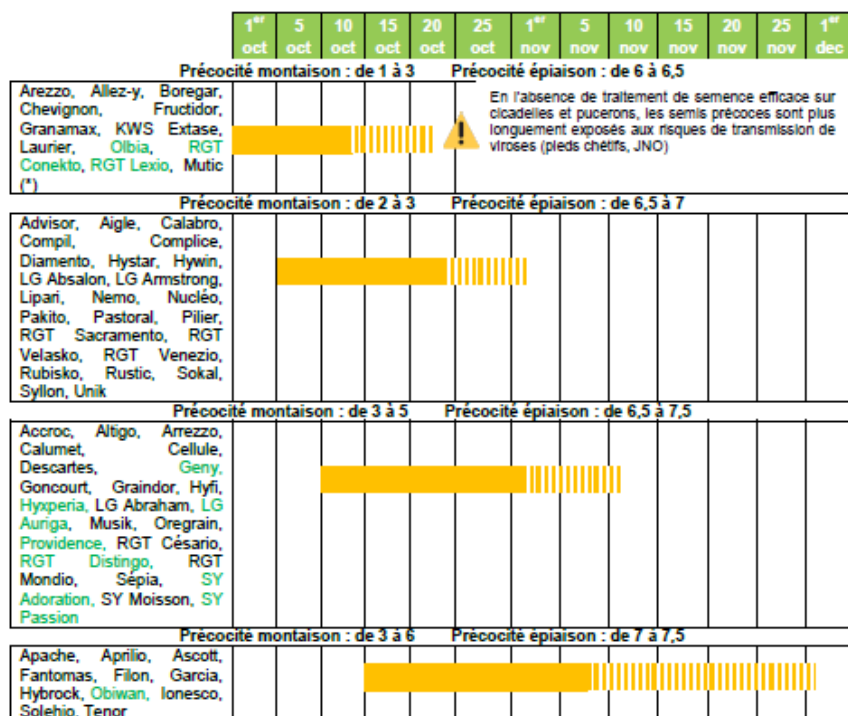 1er oct 5 oct 10 oct 15 oct 20 oct 25 oct 1er nov 5 nov 10 nov 15 nov 20 nov 25 nov 1er dec
Précocité montaison : de 1 à 3 Précocité épiaison : de 6 à 6,5
Arezzo, Allez-y, Boregar,
Chevignon, Fructidor,
Granamax, KWS Extase,
Laurier, Olbia, RGT
Conekto, RGT Lexio, Mutic
(*)
En l'absence de traitement de semence efficace sur
cicadelles et pucerons, les semis précoces sont plus
longuement exposés aux risques de transmission de
viroses (pieds chétifs, JNO)
Précocité montaison : de 2 à 3 Précocité épiaison : de 6,5 à 7
Advisor, Aigle, Calabro,
Compil, Complice,
Diamento, Hystar, Hywin,
LG Absalon, LG Armstrong,
Lipari, Nemo, Nucléo,
Pakito, Pastoral, Pilier,
RGT Sacramento, RGT
Velasko, RGT Venezio,
Rubisko, Rustic, Sokal,
Syllon, Unik
Précocité montaison : de 3 à 5 Précocité épiaison : de 6,5 à 7,5
Accroc, Altigo, Arrezzo,
Calumet, Cellule,
Descartes, Geny,
Goncourt, Graindor, Hyfi,
Hyxperia, LG Abraham, LG
Auriga, Musik, Oregrain,
Providence, RGT Césario,
RGT Distingo, RGT
Mondio, Sépia, SY
Adoration, SY Moisson, SY
Passion
Précocité montaison : de 3 à 6 Précocité épiaison : de 7 à 7,5
Apache, Aprilio, Ascott,
Fantomas, Filon, Garcia,
Hybrock, Obiwan, Ionesco,
Solehio, Tenor